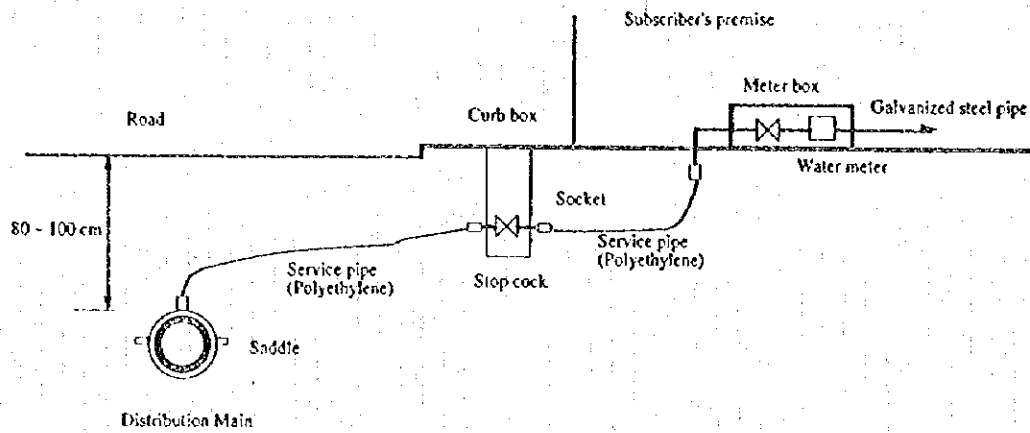 Subscriber's premise
Meter box
Galvanized steel pipe
Road
Curb box
Water meter
80 ~ 100 cm
Socket
Service pipe
(Polyethylene)
Service pipe
(Polyethylene)
Stop cock
Saddle
Distribution Main